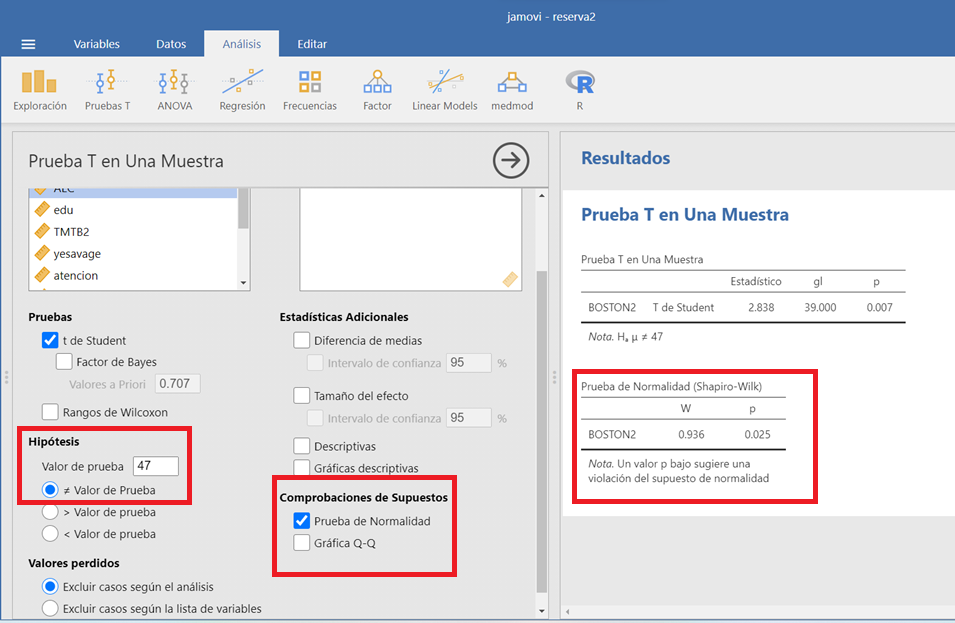 jamovi - reserva2
Variables Datos Análisis Editar
Exploración Pruebas T ANOVA Regresión Frecuencias Factor Linear Models medmod R
R
Prueba T en Una Muestra
AEC
edu
TMTB2
yesavage
atencion
Pruebas
t de Student
Factor de Bayes
Valores a Priori 0.707
Rangos de Wilcoxon
Hipótesis
Valor de prueba 47
≠ Valor de Prueba
> Valor de prueba
< Valor de prueba
Valores perdidos
Excluir casos según el análisis
Excluir casos según la lista de variables
Estadísticas Adicionales
Diferencia de medias
Intervalo de confianza 95 %
Tamaño del efecto
Intervalo de confianza 95 %
Descriptivas
Gráficas descriptivas
Comprobaciones de Supuestos
Prueba de Normalidad
Gráfica Q-Q
Resultados
Prueba T en Una Muestra
Prueba T en Una Muestra
Estadístico gl p
BOSTON2 T de Student 2.838 39.000 0.007
Nota. Hₐ μ ≠ 47
Prueba de Normalidad (Shapiro-Wilk)
W p
BOSTON2 0.936 0.025
Nota. Un valor p bajo sugiere una
violación del supuesto de normalidad